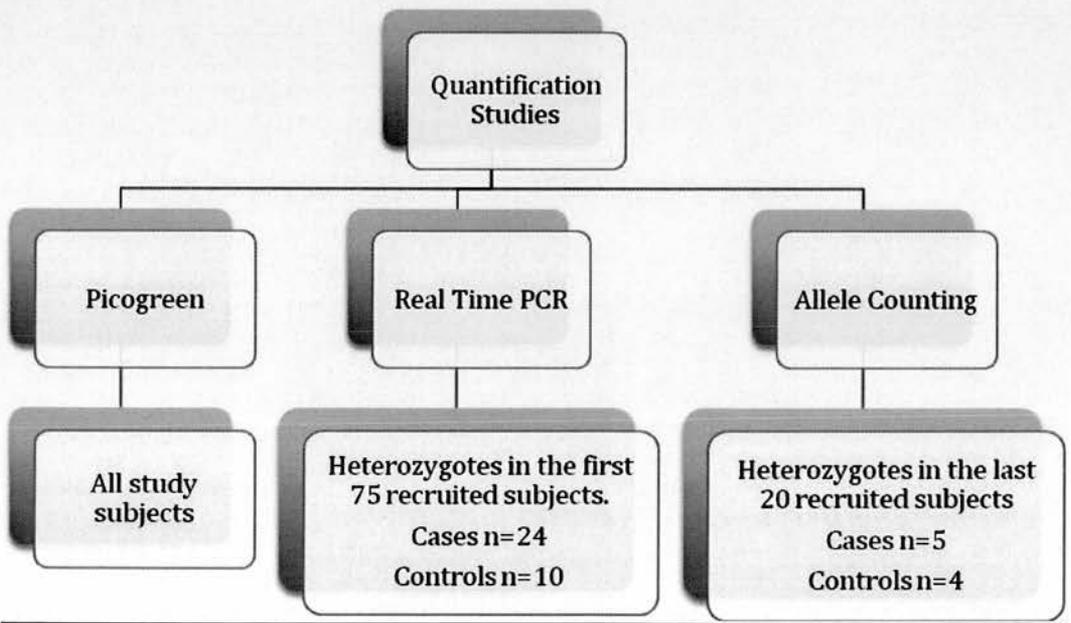 Quantification
Studies
Picogreen
Real Time PCR
Allele Counting
All study
subjects
Heterozygotes in the first
75 recruited subjects.
Cases n=24
Controls n=10
Heterozygotes in the last
20 recruited subjects
Cases n=5
Controls n=4